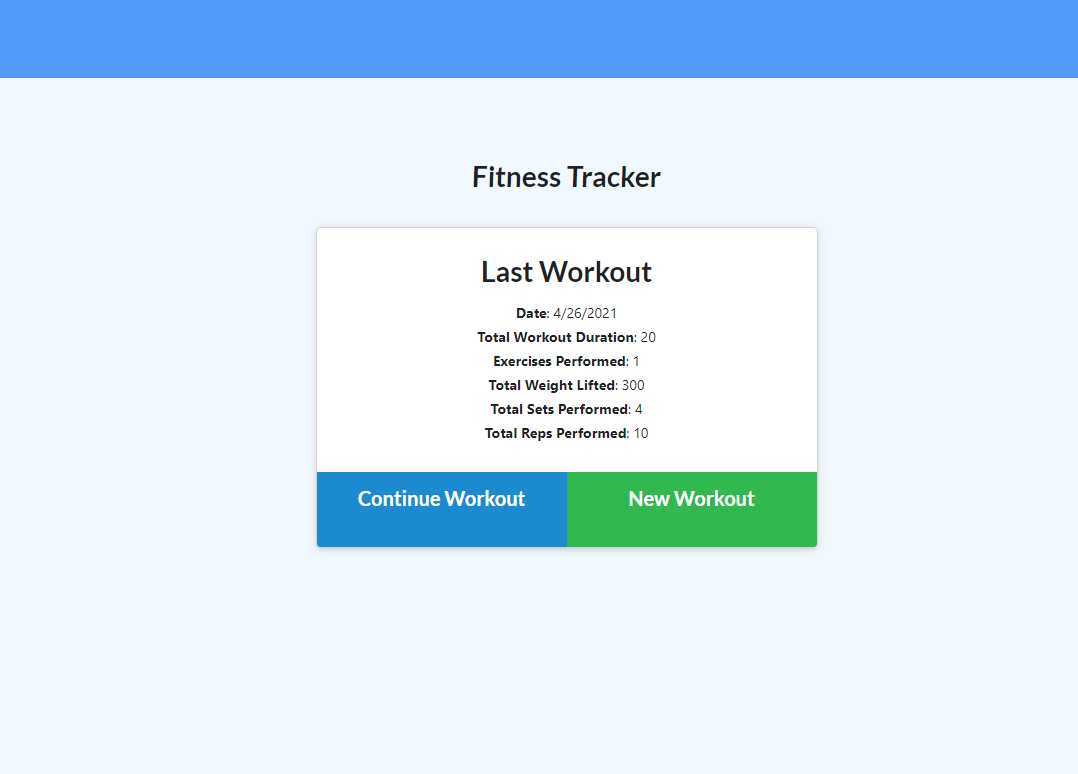 Fitness Tracker
Last Workout
Date: 4/26/2021
Total Workout Duration: 20
Exercises Performed: 1
Total Weight Lifted: 300
Total Sets Performed: 4
Total Reps Performed: 10
Continue Workout
New Workout